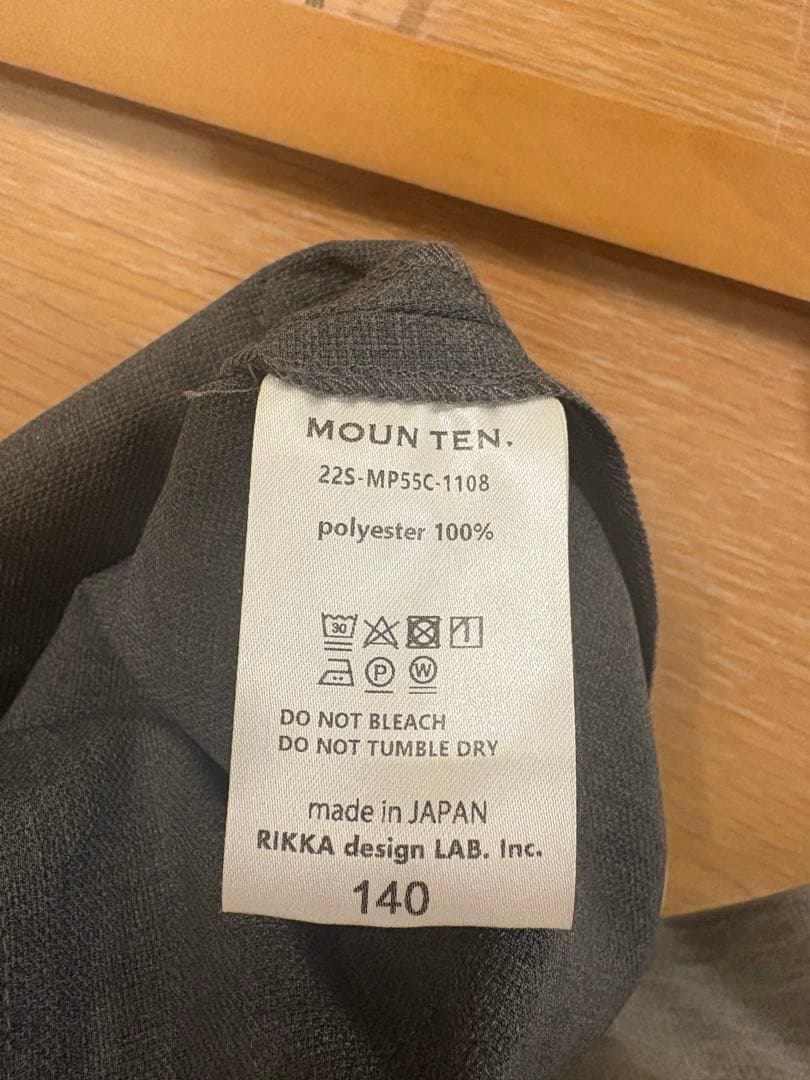 MOUN TEN.
22S-MP55C-1108
polyester 100%
30
P W
DO NOT BLEACH
DO NOT TUMBLE DRY
made in JAPAN
RIKKA design LAB. Inc.
140